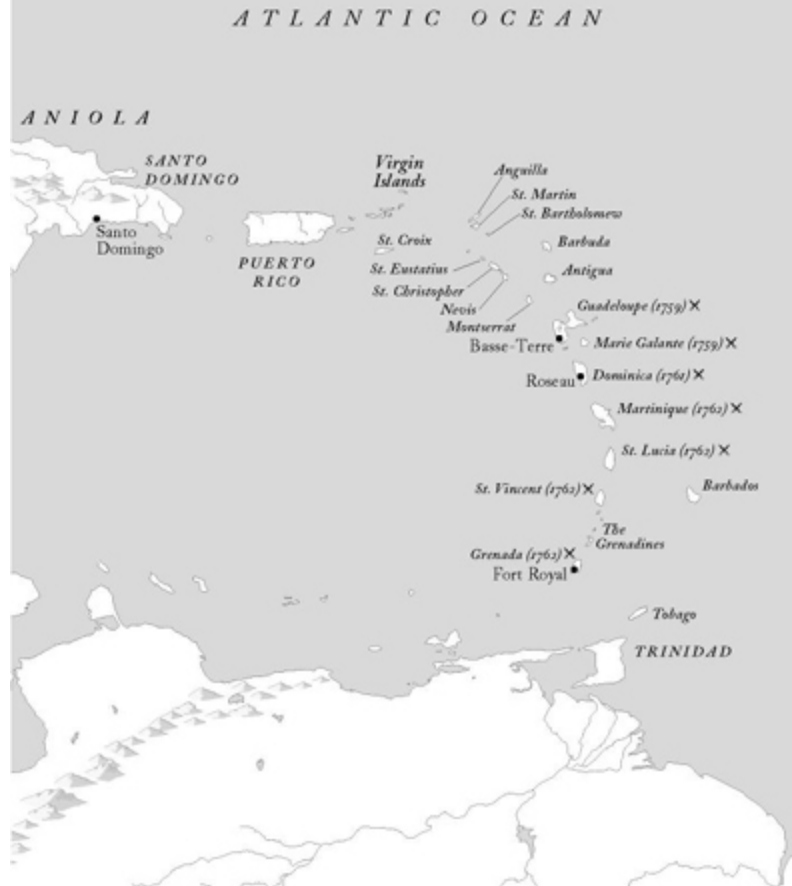 ATLANTIC OCEAN
ANIOLA
SANTO
DOMINGO
Santo
Domingo
PUERTO
RICO
Virgin
Islands
St. Croix
Anguilla
St. Martin
St. Bartholomew
St. Eustatius
St. Christopher
Nevis
Montserrat
Barbuda
Antigua
Guadeloupe (1759)
Basse-Terre
Marie Galante (1759)
Roseau
Dominica (1761)
Martinique (1762)
St. Lucia (1762)
St. Vincent (1762)
Barbados
The
Grenadines
Grenada (1762)
Fort Royal
Tobago
TRINIDAD